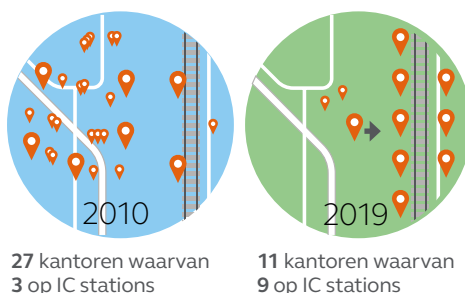 2010
2019
27 kantoren waarvan
3 op IC stations
11 kantoren waarvan
9 op IC stations